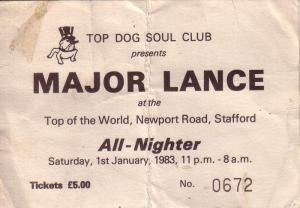 TOP DOG SOUL CLUB
presents
MAJOR LANCE
at the
Top of the World, Newport Road, Stafford
All-Nighter
Saturday, 1st January, 1983, 11 p.m. - 8 a.m.
Tickets £5.00 No. 0672